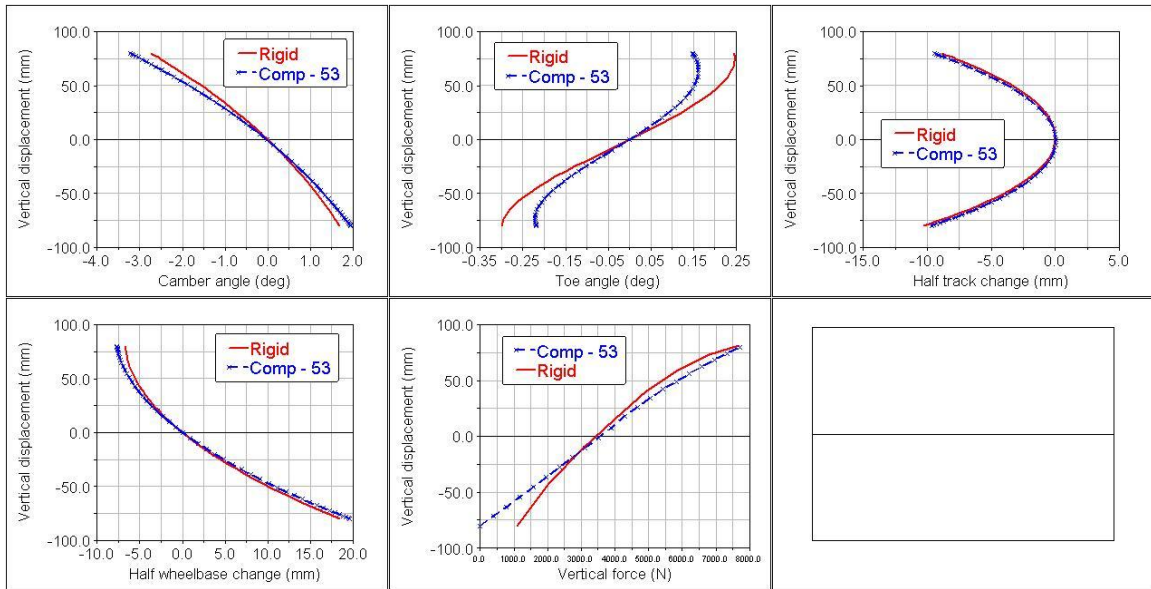 100.0
50.0
0.0
-50.0
-100.0
-4.0 -3.0 -2.0 -1.0 0.0 1.0 2.0
Vertical displacement (mm)
Camber angle (deg)
Rigid
Comp - 53
100.0
50.0
0.0
-50.0
-100.0
-0.35 -0.25 -0.15 -0.05 0.05 0.15 0.25
Vertical displacement (mm)
Toe angle (deg)
Rigid
Comp - 53
100.0
50.0
0.0
-50.0
-100.0
-15.0 -10.0 -5.0 0.0 5.0
Vertical displacement (mm)
Half track change (mm)
Rigid
Comp - 53
100.0
50.0
0.0
-50.0
-100.0
-10.0 -5.0 0.0 5.0 10.0 15.0 20.0
Vertical displacement (mm)
Half wheelbase change (mm)
Rigid
Comp - 53
100.0
50.0
0.0
-50.0
-100.0
0.0 1000.0 2000.0 3000.0 4000.0 5000.0 6000.0 7000.0 8000.0
Vertical displacement (mm)
Vertical force (N)
Comp - 53
Rigid